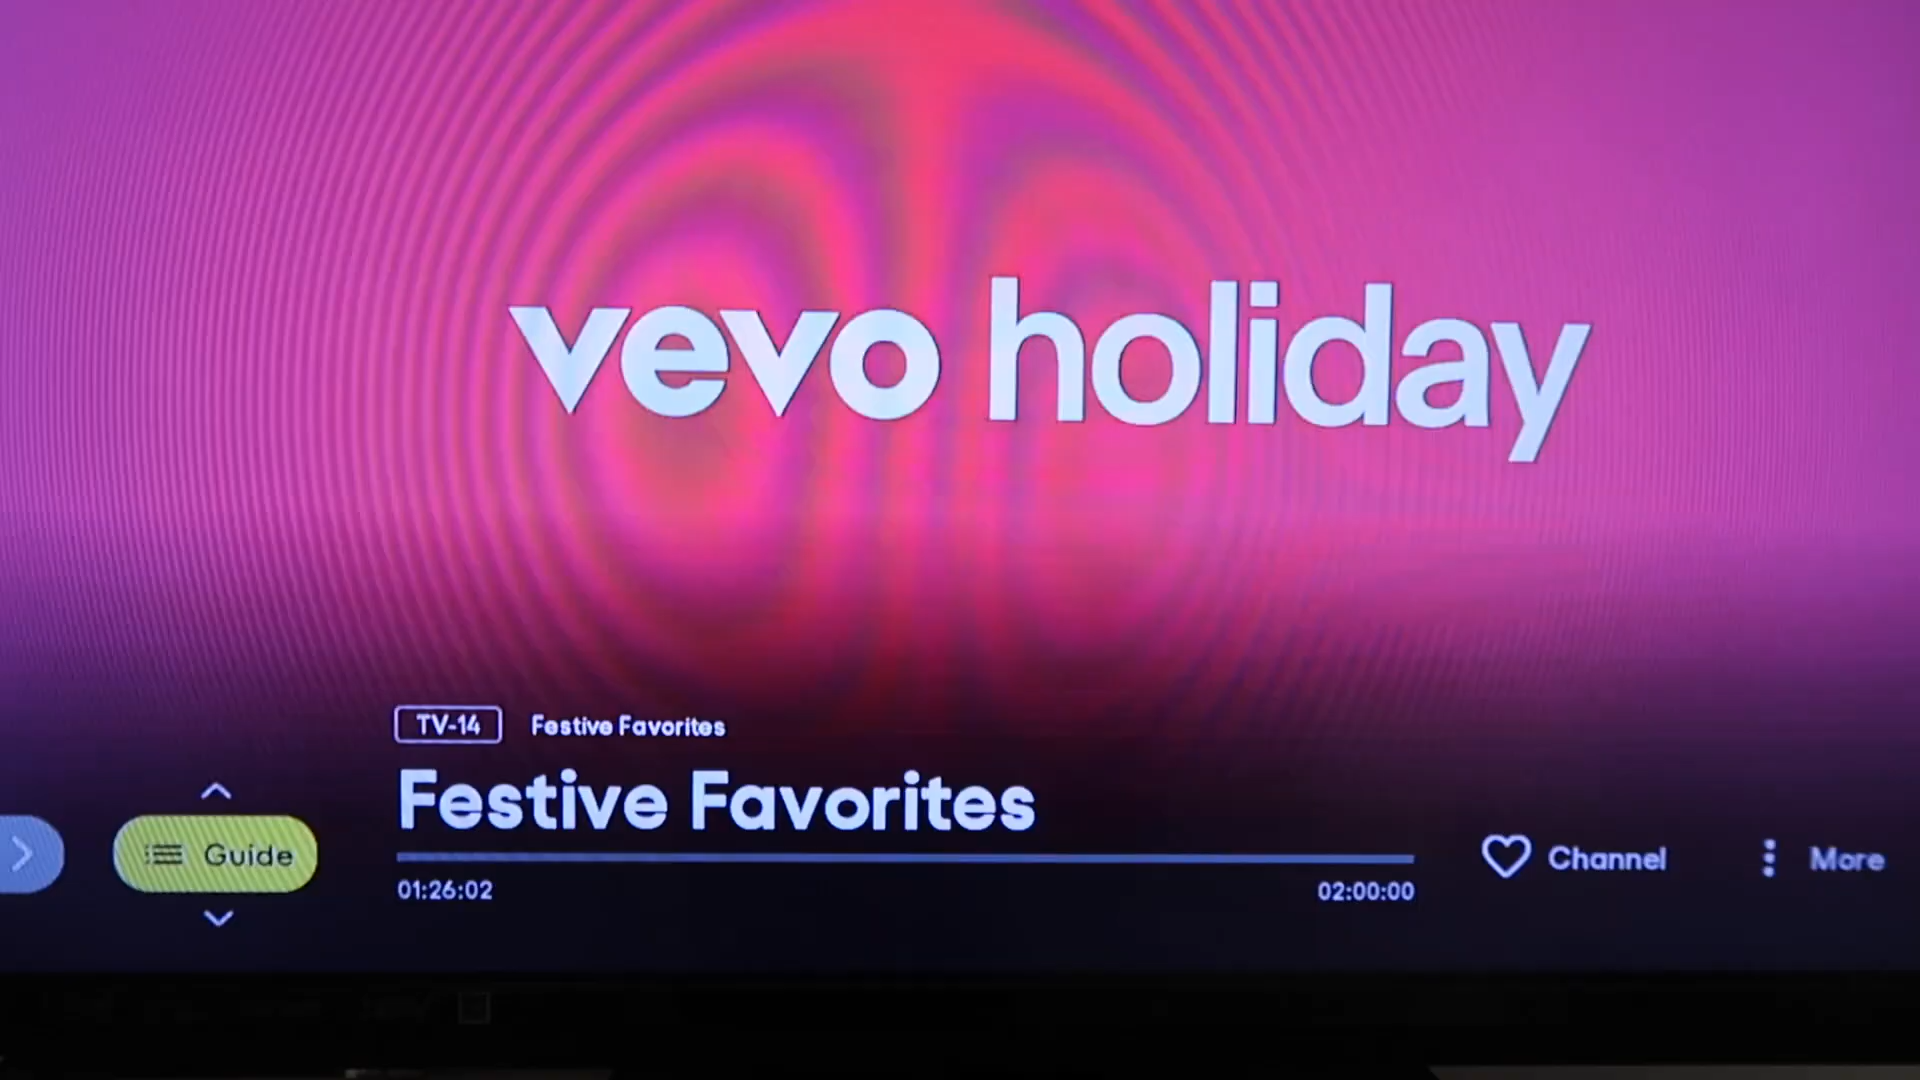 vevo holiday
TV-14 Festive Favorites
Festive Favorites
Guide
01:26:02
02:00:00
Channel
More